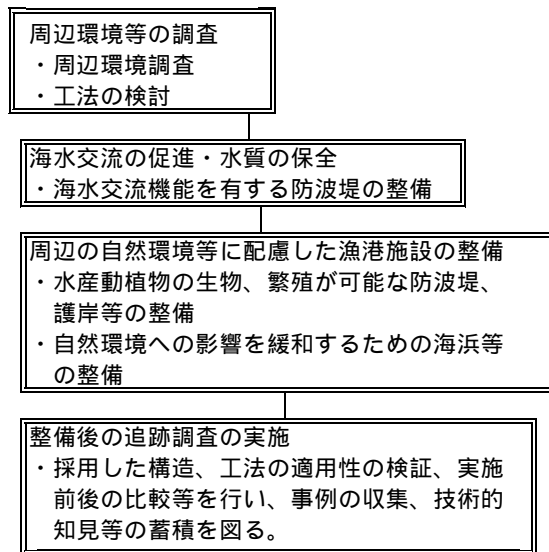 周辺環境等の調査
・周辺環境調査
・工法の検討
海水交流の促進・水質の保全
・海水交流機能を有する防波堤の整備
周辺の自然環境等に配慮した漁港施設の整備
・水産動植物の生物、繁殖が可能な防波堤、
護岸等の整備
・自然環境への影響を緩和するための海浜等
の整備
整備後の追跡調査の実施
・採用した構造、工法の適用性の検証、実施
前後の比較等を行い、事例の収集、技術的
知見等の蓄積を図る。